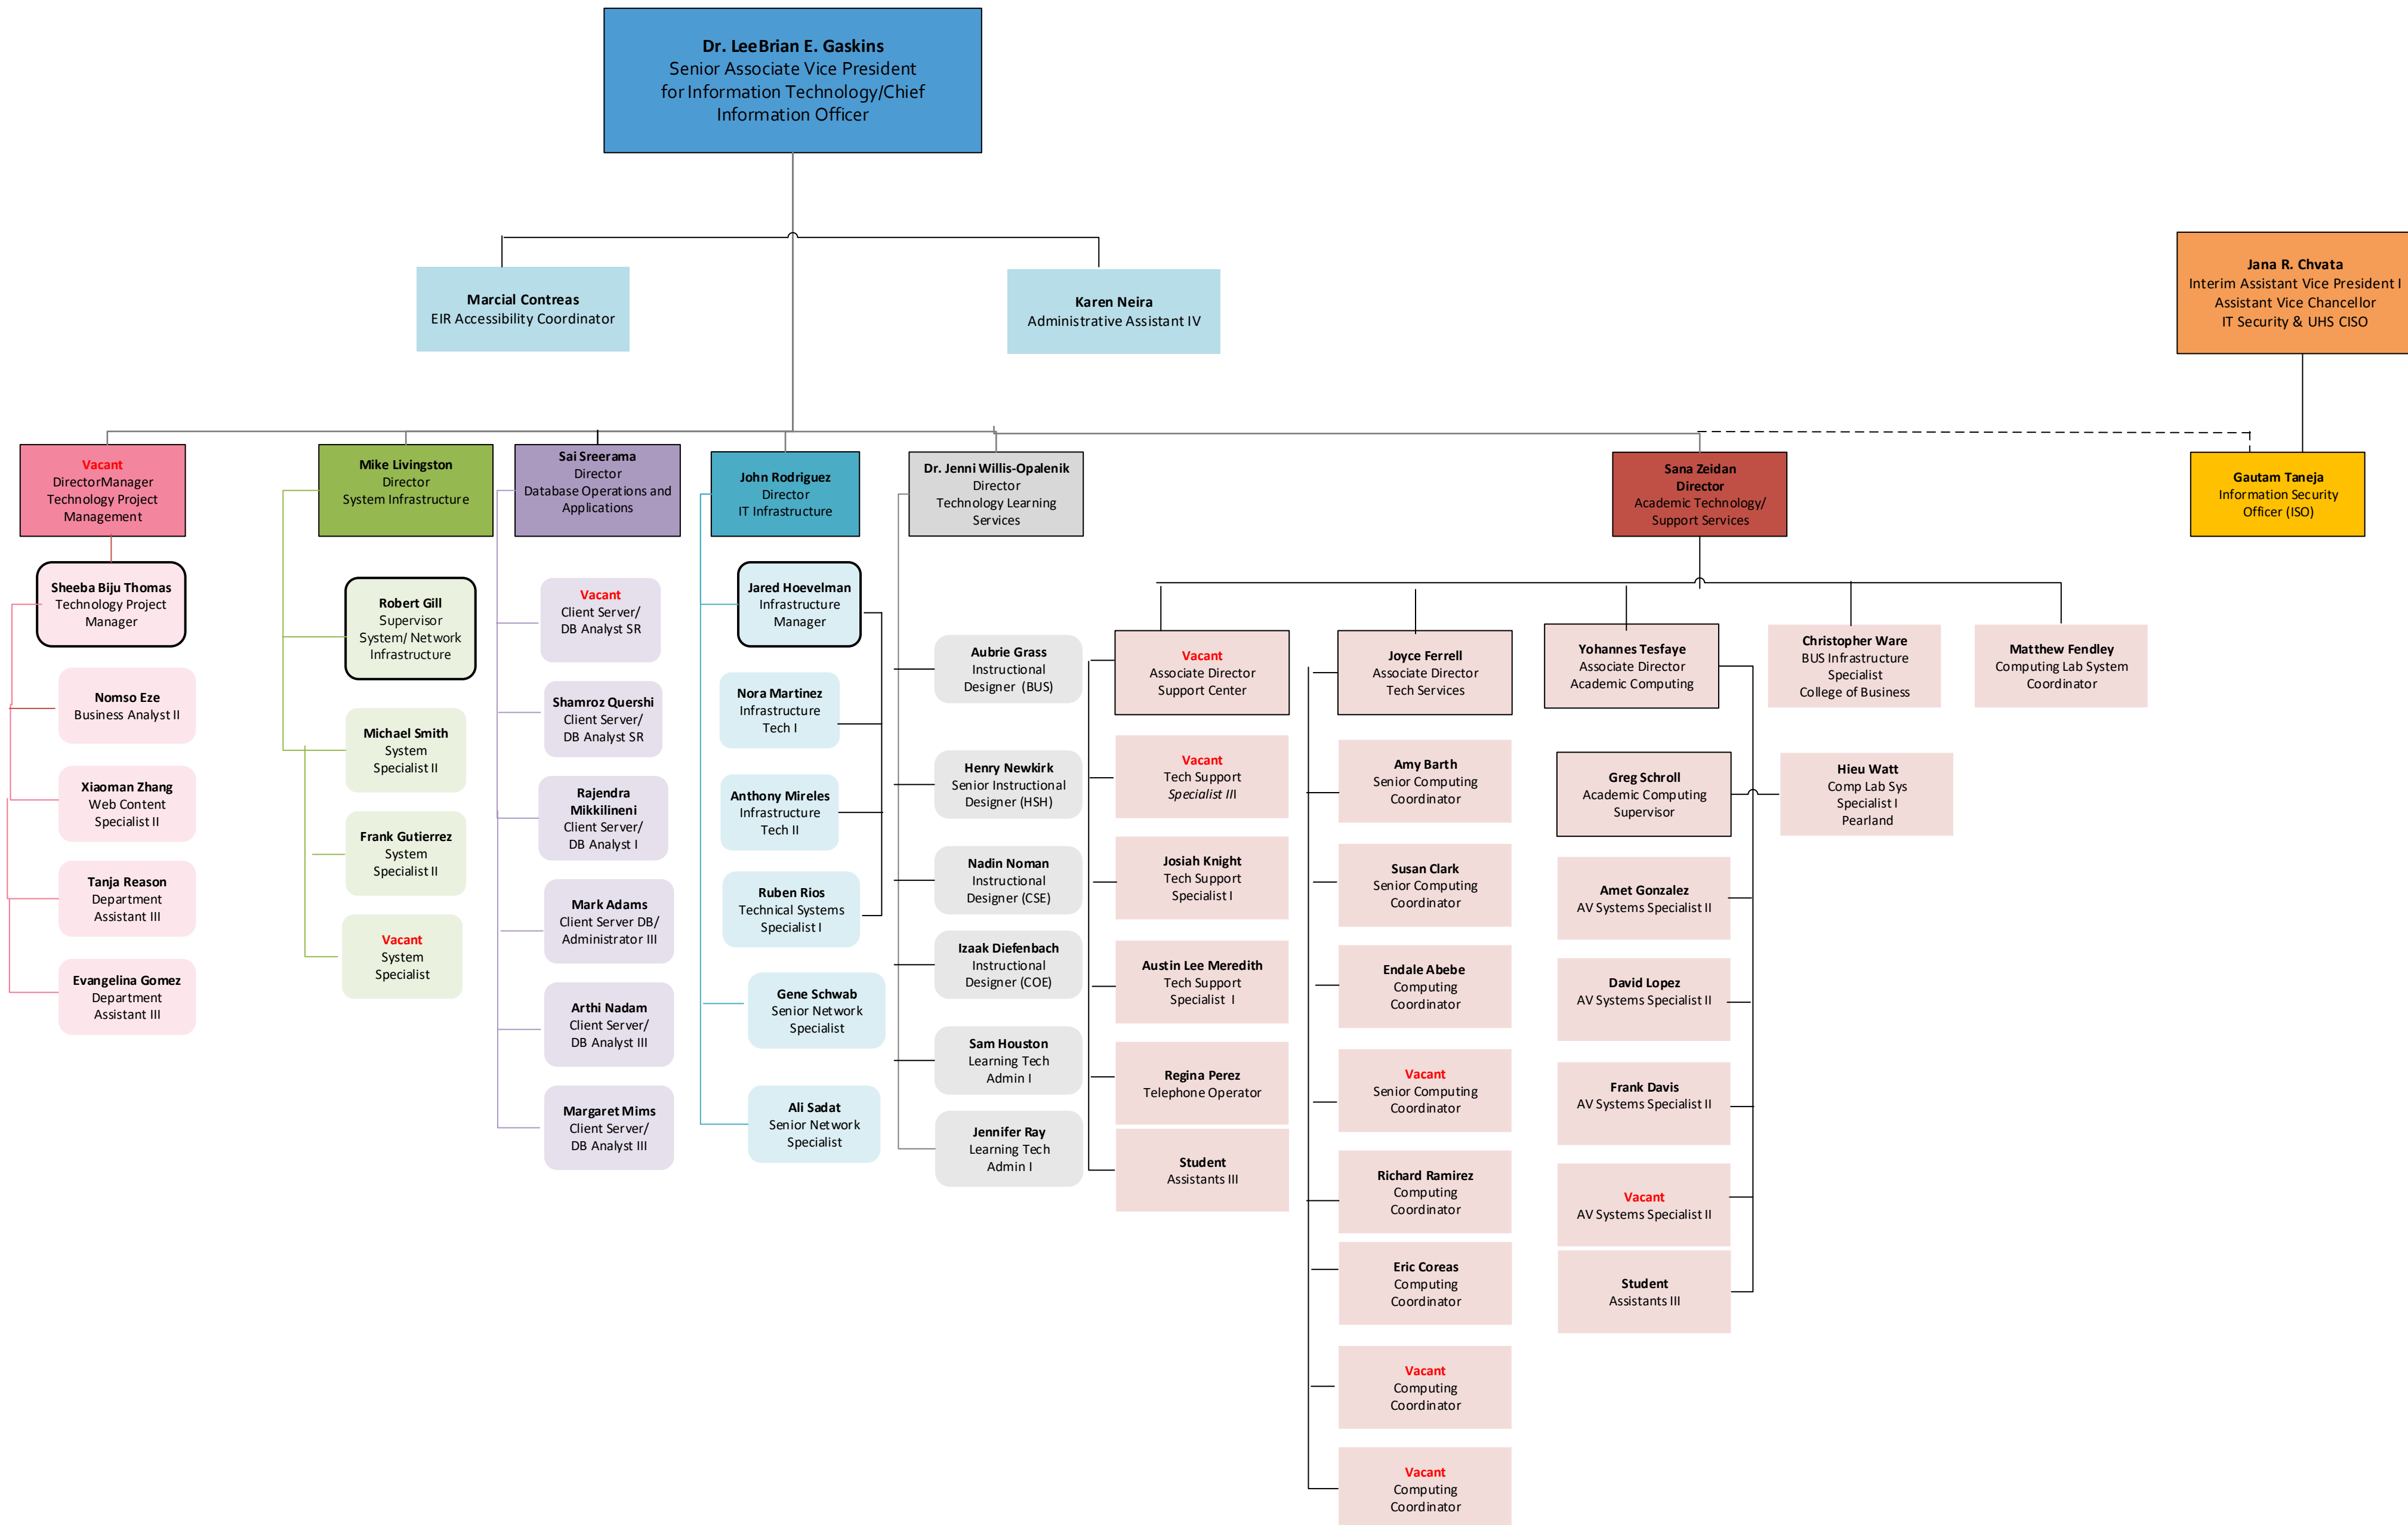 Dr. LeeBrian E. Gaskins
Senior Associate Vice President
for Information Technology/Chief
Information Officer
Marcial Contreas
EIR Accessibility Coordinator
Karen Neira
Administrative Assistant IV
Jana R. Chvata
Interim Assistant Vice President I
Assistant Vice Chancellor
IT Security & UHS CISO
Vacant
DirectorManager
Technology Project
Management
Mike Livingston
Director
System Infrastructure
Sai Sreerama
Director
Database Operations and
Applications
John Rodriguez
Director
IT Infrastructure
Dr. Jenni Willis-Opalenik
Director
Technology Learning
Services
Sana Zeidan
Director
Academic Technology/
Support Services
Gautam Taneja
Information Security
Officer (ISO)
Sheeba Biju Thomas
Technology Project
Manager
Nomso Eze
Business Analyst II
Xiaoman Zhang
Web Content
Specialist II
Tanja Reason
Department
Assistant III
Evangelina Gomez
Department
Assistant III
Robert Gill
Supervisor
System/ Network
Infrastructure
Michael Smith
System
Specialist II
Frank Gutierrez
System
Specialist II
Vacant
System
Specialist
Vacant
Client Server/
DB Analyst SR
Shamroz Quershi
Client Server/
DB Analyst SR
Rajendra
Mikkilineni
Client Server/
DB Analyst I
Mark Adams
Client Server DB/
Administrator III
Arthi Nadam
Client Server/
DB Analyst III
Margaret Mims
Client Server/
DB Analyst III
Jared Hoevelman
Infrastructure
Manager
Nora Martinez
Infrastructure
Tech I
Anthony Mireles
Infrastructure
Tech II
Ruben Rios
Technical Systems
Specialist I
Gene Schwab
Senior Network
Specialist
Ali Sadat
Senior Network
Specialist
Aubrie Grass
Instructional
Designer (BUS)
Henry Newkirk
Senior Instructional
Designer (HSH)
Nadin Noman
Instructional
Designer (CSE)
Izaak Diefenbach
Instructional
Designer (COE)
Sam Houston
Learning Tech
Admin I
Jennifer Ray
Learning Tech
Admin I
Vacant
Associate Director
Support Center
Vacant
Tech Support
Specialist III
Josiah Knight
Tech Support
Specialist I
Austin Lee Meredith
Tech Support
Specialist I
Regina Perez
Telephone Operator
Student
Assistants III
Joyce Ferrell
Associate Director
Tech Services
Amy Barth
Senior Computing
Coordinator
Susan Clark
Senior Computing
Coordinator
Endale Abebe
Computing
Coordinator
Vacant
Senior Computing
Coordinator
Richard Ramirez
Computing
Coordinator
Eric Coreas
Computing
Coordinator
Vacant
Computing
Coordinator
Vacant
Computing
Coordinator
Yohannes Tesfaye
Associate Director
Academic Computing
Greg Schroll
Academic Computing
Supervisor
Amet Gonzalez
AV Systems Specialist II
David Lopez
AV Systems Specialist II
Frank Davis
AV Systems Specialist II
Vacant
AV Systems Specialist II
Student
Assistants III
Christopher Ware
BUS Infrastructure
Specialist
College of Business
Hieu Watt
Comp Lab Sys
Specialist I
Pearland
Matthew Fendley
Computing Lab System
Coordinator